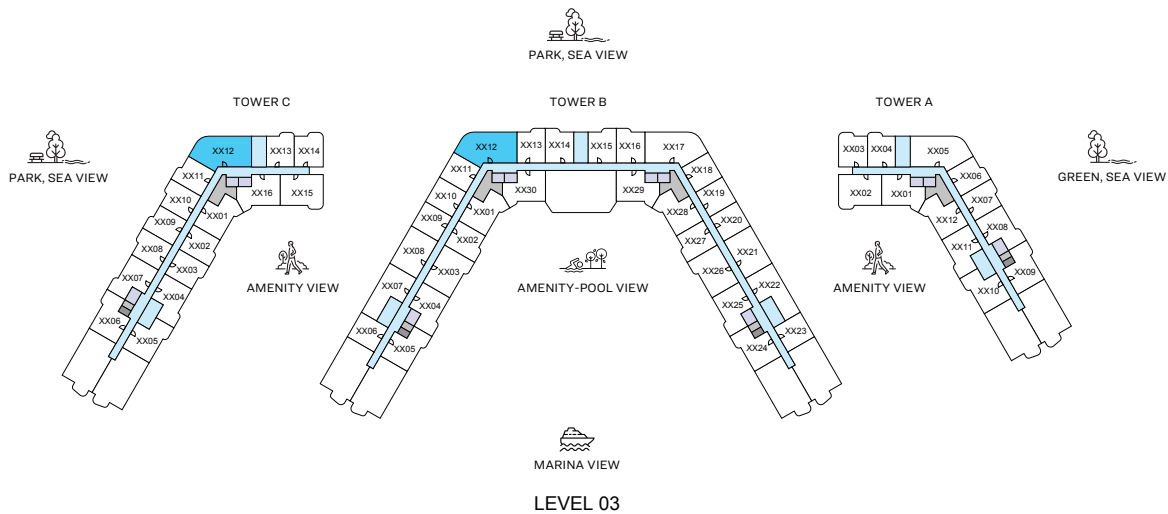 PARK, SEA VIEW
TOWER C
TOWER B
TOWER A
PARK, SEA VIEW
GREEN, SEA VIEW
XX12
XX13
XX14
XX11
XX16
XX15
XX10
XX01
XX09
XX02
XX08
XX03
XX07
XX04
XX06
XX05
XX12
XX13
XX14
XX15
XX16
XX17
XX11
XX18
XX10
XX30
XX29
XX19
XX09
XX01
XX28
XX20
XX08
XX02
XX27
XX21
XX07
XX03
XX26
XX22
XX06
XX04
XX25
XX23
XX05
XX24
XX03
XX04
XX05
XX02
XX01
XX06
XX07
XX12
XX08
XX11
XX09
XX10
AMENITY VIEW
AMENITY-POOL VIEW
AMENITY VIEW
MARINA VIEW
LEVEL 03